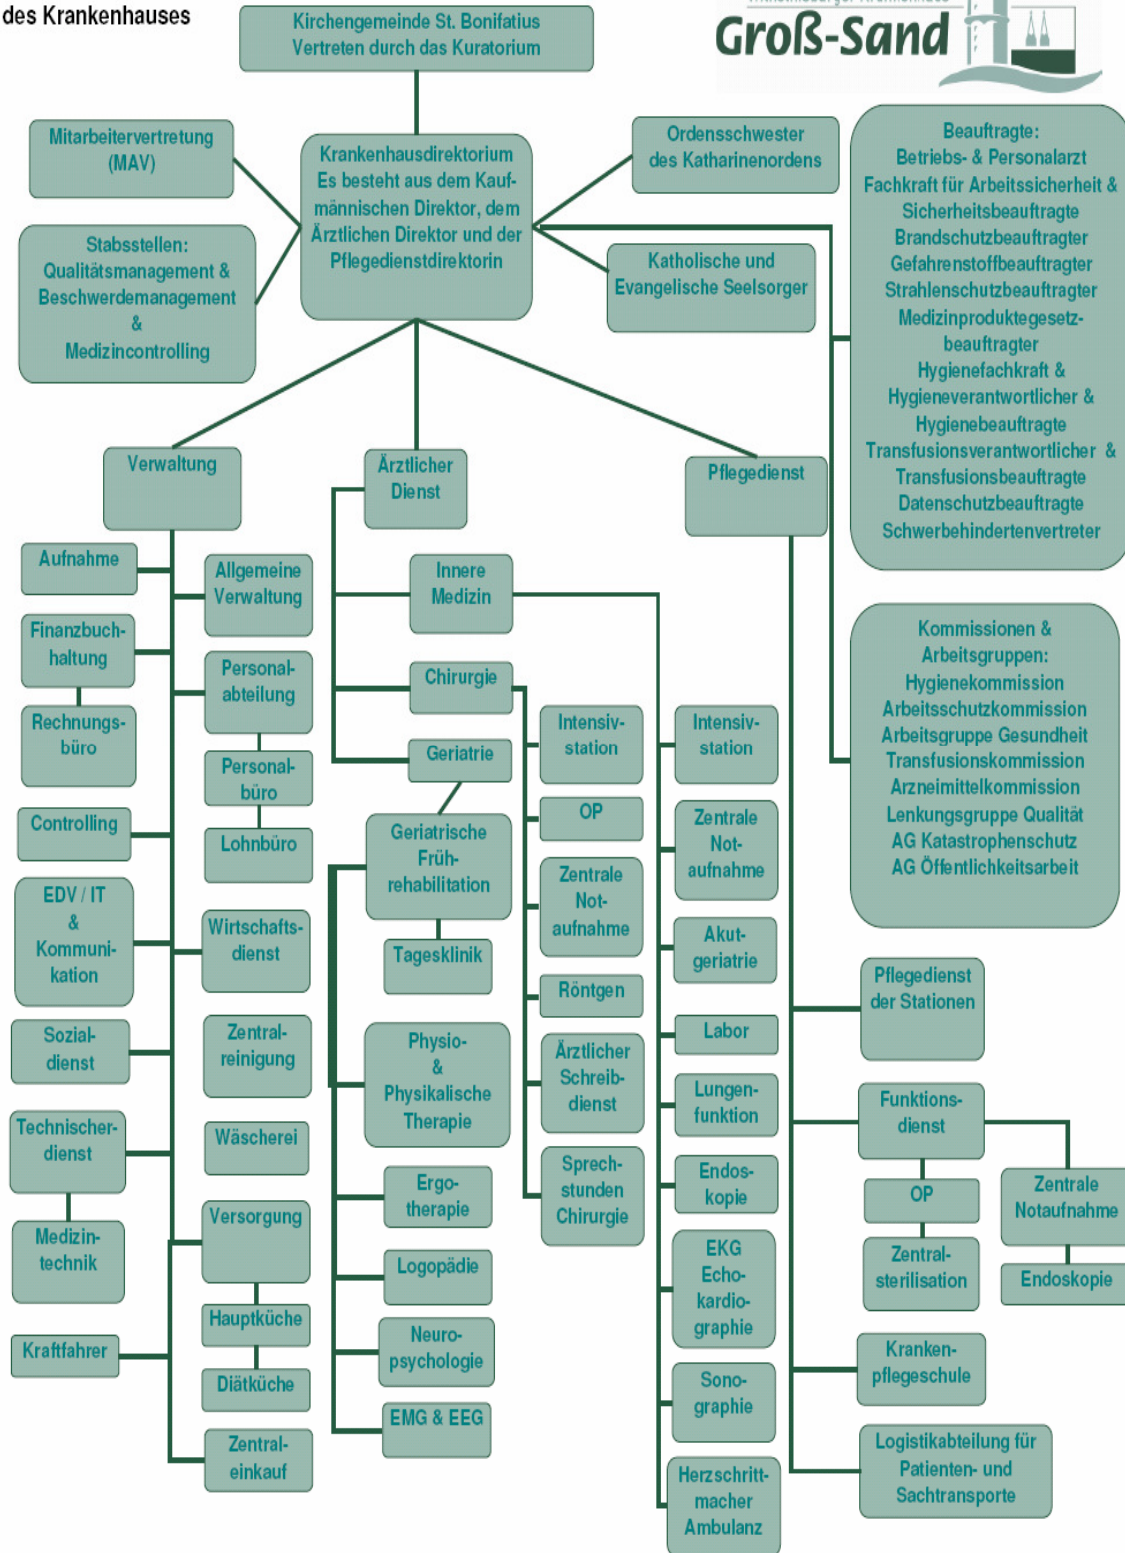 des Krankenhauses
Kirchengemeinde St. Bonifatius
Vertreten durch das Kuratorium
Groß-Sand
Mitarbeitervertretung
(MAV)
Krankenhausdirektorium
Es besteht aus dem Kauf-
männischen Direktor, dem
Ärztlichen Direktor und der
Pflegedienstdirektorin
Ordensschwester
des Katharinenordens
Stabsstellen:
Qualitätsmanagement &
Beschwerdemanagement
&
Medizincontrolling
Katholische und
Evangelische Seelsorger
Beauftragte:
Betriebs- & Personalarzt
Fachkraft für Arbeitssicherheit &
Sicherheitsbeauftragte
Brandschutzbeauftragter
Gefahrenstoffbeauftragter
Strahlenschutzbeauftragter
Medizinproduktegesetz-
beauftragter
Hygienefachkraft &
Hygieneverantwortlicher &
Hygienebeauftragte
Transfusionsverantwortlicher &
Transfusionsbeauftragte
Datenschutzbeauftragte
Schwerbehindertenvertreter
Kommissionen &
Arbeitsgruppen:
Hygienekommission
Arbeitsschutzkommission
Arbeitsgruppe Gesundheit
Transfusionskommission
Arzneimittelkommission
Lenkungsgruppe Qualität
AG Katastrophenschutz
AG Öffentlichkeitsarbeit
Verwaltung
Aufnahme
Finanzbuch-
haltung
Rechnungs-
büro
Controlling
EDV / IT
&
Kommuni-
kation
Sozial-
dienst
Technischer-
dienst
Medizin-
technik
Kraftfahrer
Allgemeine
Verwaltung
Personal-
abteilung
Personal-
büro
Lohnbüro
Wirtschafts-
dienst
Zentral-
reinigung
Wäscherei
Versorgung
Hauptküche
Diätküche
Zentral-
einkauf
Ärztlicher
Dienst
Innere
Medizin
Chirurgie
Geriatrie
Geriatrische
Früh-
rehabilitation
Tagesklinik
Physio-
&
Physikalische
Therapie
Ergo-
therapie
Logopädie
Neuro-
psychologie
EMG & EEG
Intensiv-
station
OP
Zentrale
Not-
aufnahme
Röntgen
Ärztlicher
Schreib-
dienst
Sprech-
stunden
Chirurgie
Intensiv-
station
Zentrale
Not-
aufnahme
Akut-
geriatrie
Labor
Lungen-
funktion
Endos-
kopie
EKG
Echo-
kardio-
graphie
Sono-
graphie
Herzschritt-
macher
Ambulanz
Pflegedienst
Pflegedienst
der Stationen
Funktions-
dienst
OP
Zentral-
sterilisation
Zentrale
Notaufnahme
Endoskopie
Kranken-
pflegeschule
Logistikabteilung für
Patienten- und
Sachtransporte